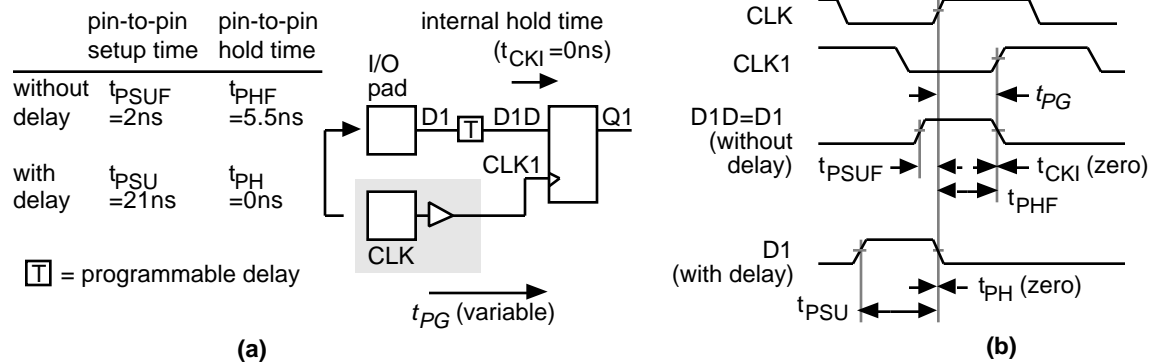 pin-to-pin setup time
pin-to-pin hold time
without delay
tPSUF =2ns
tPHF =5.5ns
with delay
tPSU =21ns
tPH =0ns
T = programmable delay
internal hold time
(tCKI =0ns)
I/O pad
D1
T
D1D
Q1
CLK1
CLK
tPG (variable)
(a)
CLK
CLK1
tPG
D1D=D1
(without delay)
tPSUF
tCKI (zero)
tPHF
D1
(with delay)
tPH (zero)
tPSU
(b)